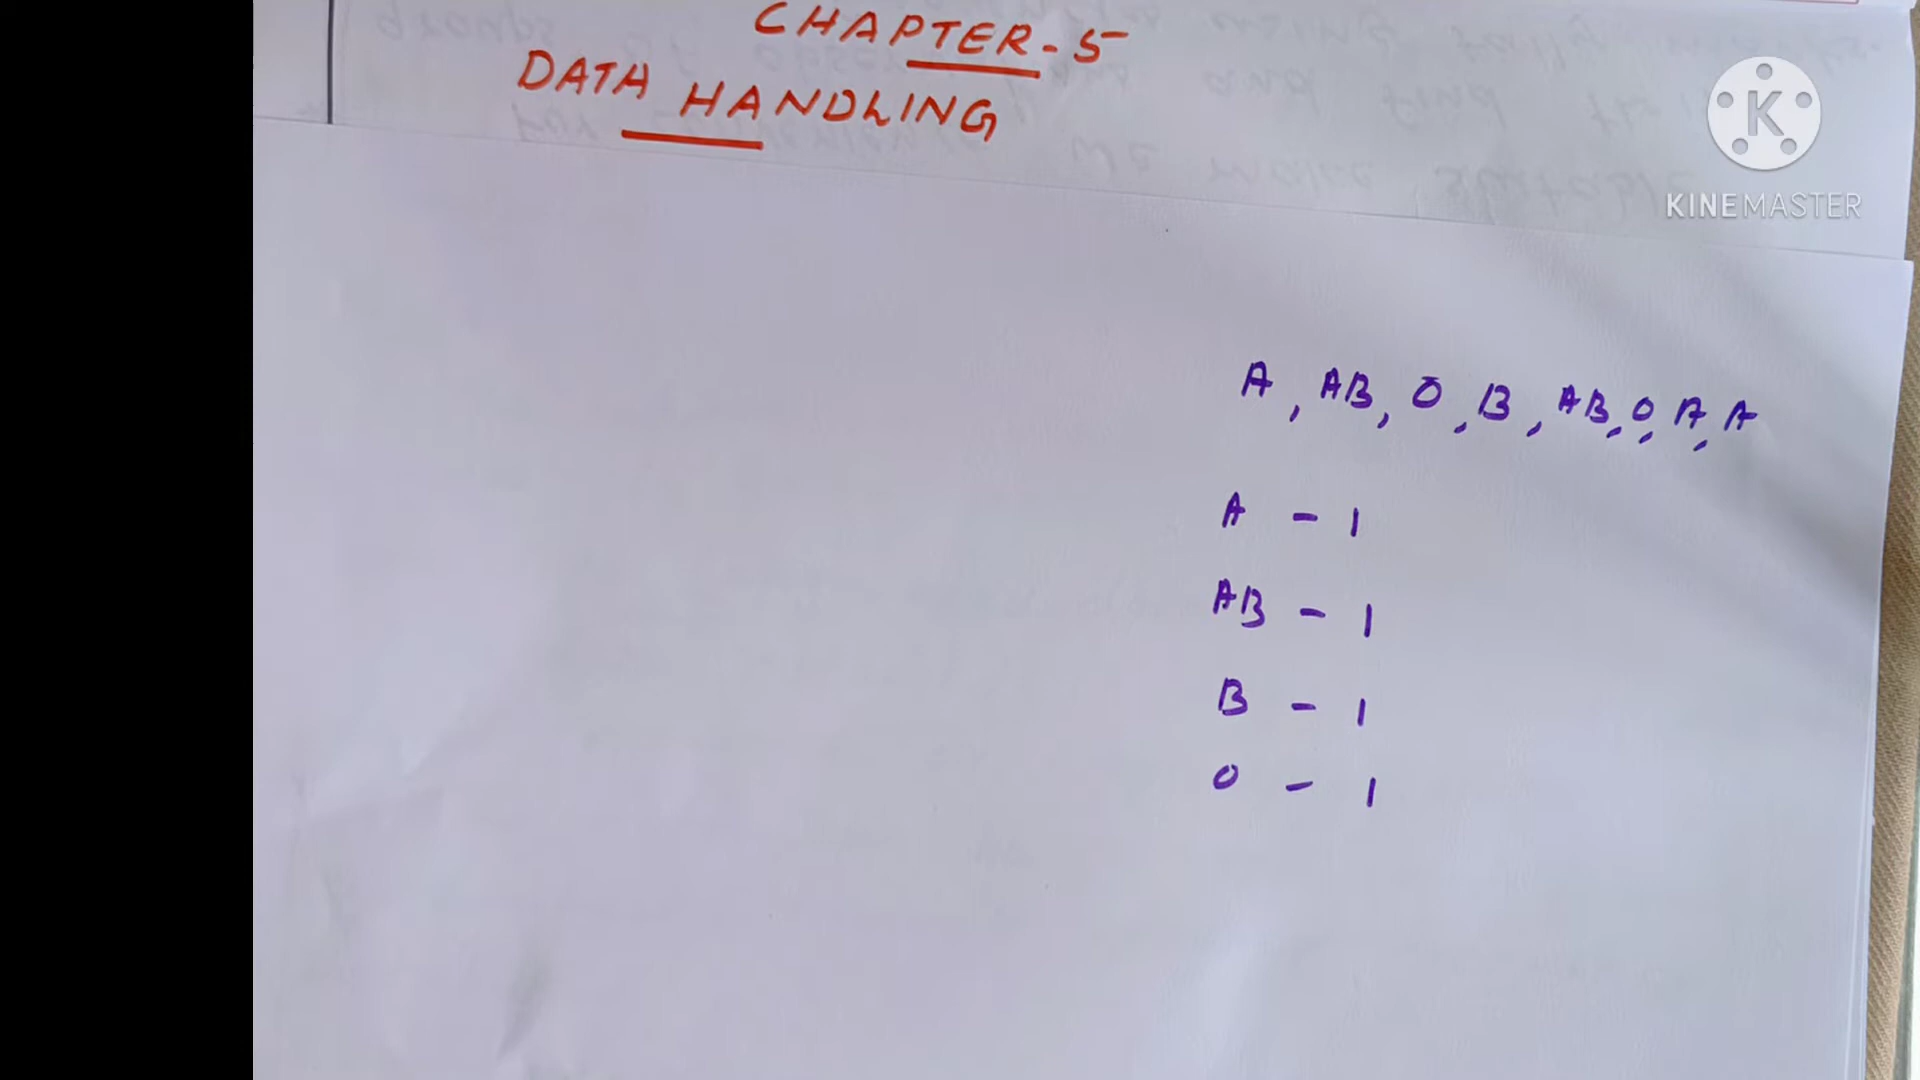 CHAPTER-5
DATA HANDLING
K
KINEMASTER
A, AB, O, B, AB, O, A, A
A - 1
AB - 1
B - 1
O - 1